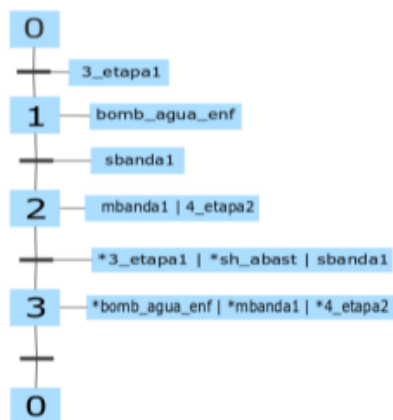 0
3_etapa1
1 bomb_agua_enf
sbanda1
2 mbanda1 | 4_etapa2
*3_etapa1 | *sh_abast | sbanda1
3 *bomb_agua_enf | *mbanda1 | *4_etapa2
0